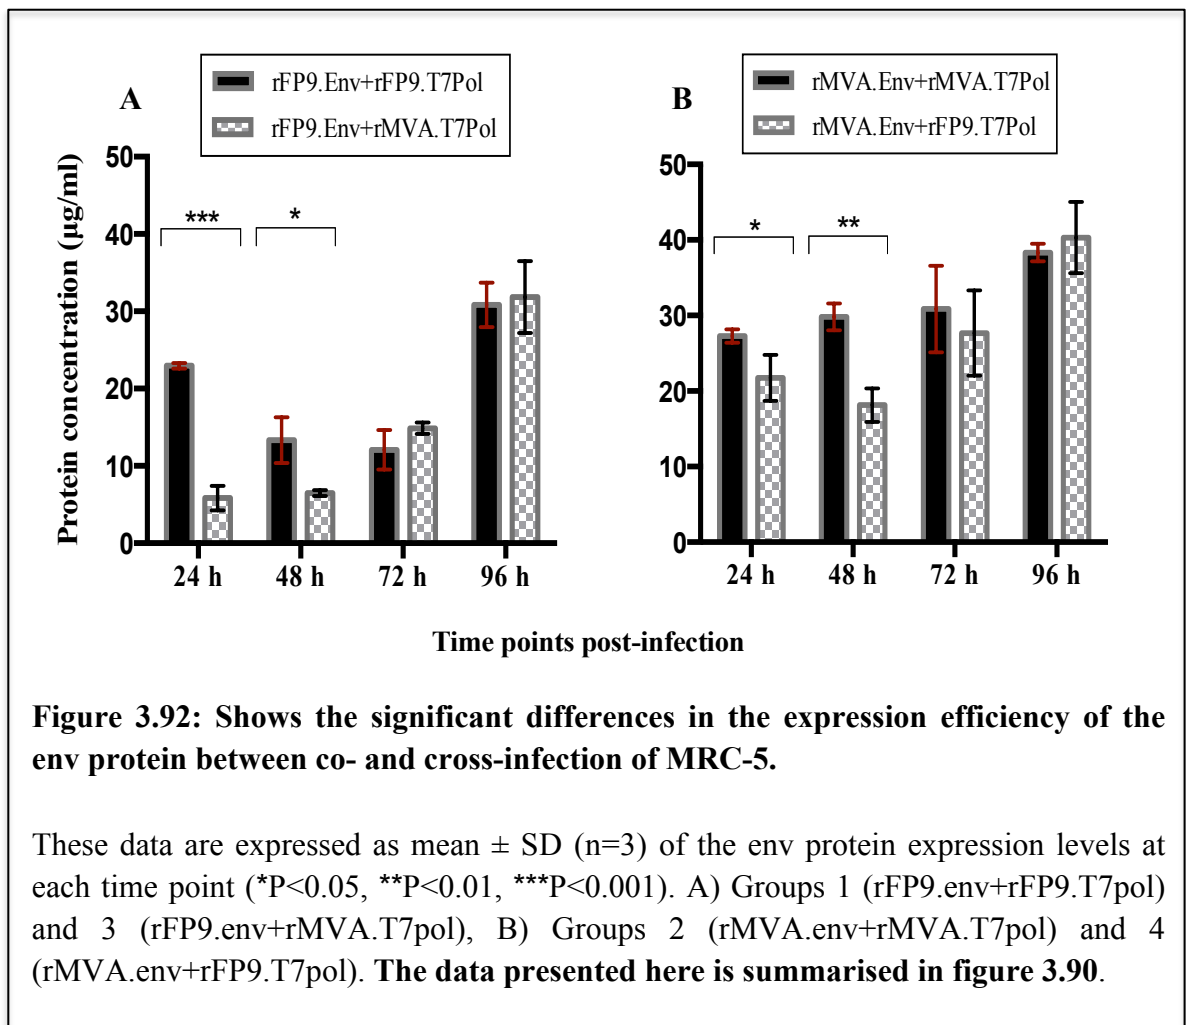 A
rFP9.Env+rFP9.T7Pol
rFP9.Env+rMVA.T7Pol
Protein concentration (µg/ml)
50
40
30
20
10
0
***
*
24 h
48 h
72 h
96 h
B
rMVA.Env+rMVA.T7Pol
rMVA.Env+rFP9.T7Pol
50
40
30
20
10
0
*
**
24 h
48 h
72 h
96 h
Time points post-infection
Figure 3.92: Shows the significant differences in the expression efficiency of the
env protein between co- and cross-infection of MRC-5.
These data are expressed as mean ± SD (n=3) of the env protein expression levels at
each time point (*P<0.05, **P<0.01, ***P<0.001). A) Groups 1 (rFP9.env+rFP9.T7pol)
and 3 (rFP9.env+rMVA.T7pol), B) Groups 2 (rMVA.env+rMVA.T7pol) and 4
(rMVA.env+rFP9.T7pol). The data presented here is summarised in figure 3.90.